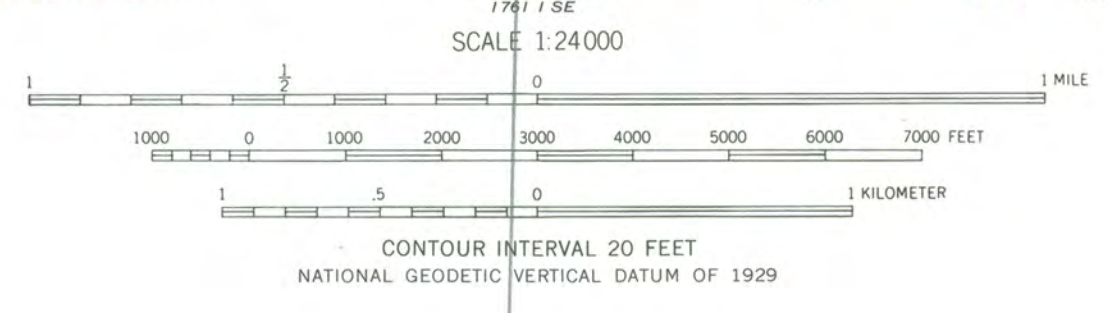 1761 I SE
SCALE 1:24000
1 1/2 0 1 MILE
1000 0 1000 2000 3000 4000 5000 6000 7000 FEET
1 .5 0 1 KILOMETER
CONTOUR INTERVAL 20 FEET
NATIONAL GEODETIC VERTICAL DATUM OF 1929